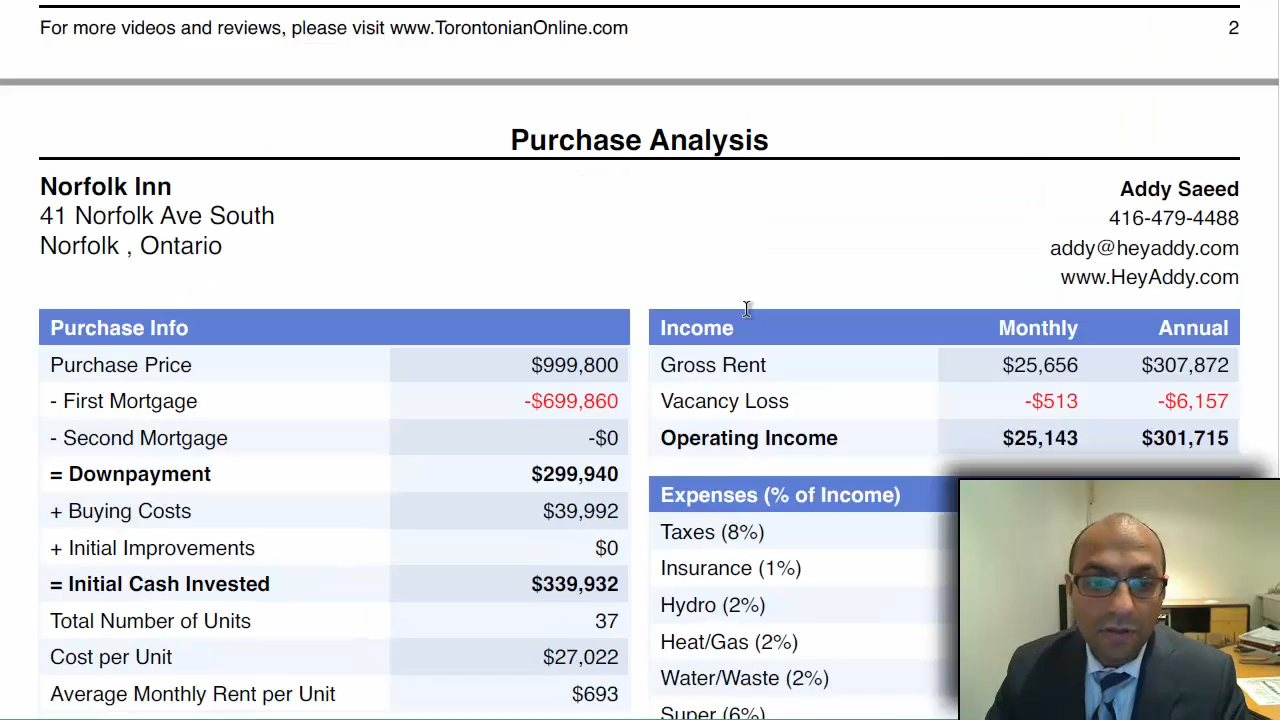 For more videos and reviews, please visit www.TorontonianOnline.com 2
Purchase Analysis
Norfolk Inn
41 Norfolk Ave South
Norfolk , Ontario
Addy Saeed
416-479-4488
addy@heyaddy.com
www.HeyAddy.com
Purchase Info
Purchase Price $999,800
- First Mortgage -$699,860
- Second Mortgage -$0
= Downpayment $299,940
+ Buying Costs $39,992
+ Initial Improvements $0
= Initial Cash Invested $339,932
Total Number of Units 37
Cost per Unit $27,022
Average Monthly Rent per Unit $693
Income Monthly Annual
Gross Rent $25,656 $307,872
Vacancy Loss -$513 -$6,157
Operating Income $25,143 $301,715
Expenses (% of Income)
Taxes (8%)
Insurance (1%)
Hydro (2%)
Heat/Gas (2%)
Water/Waste (2%)
Super (6%)